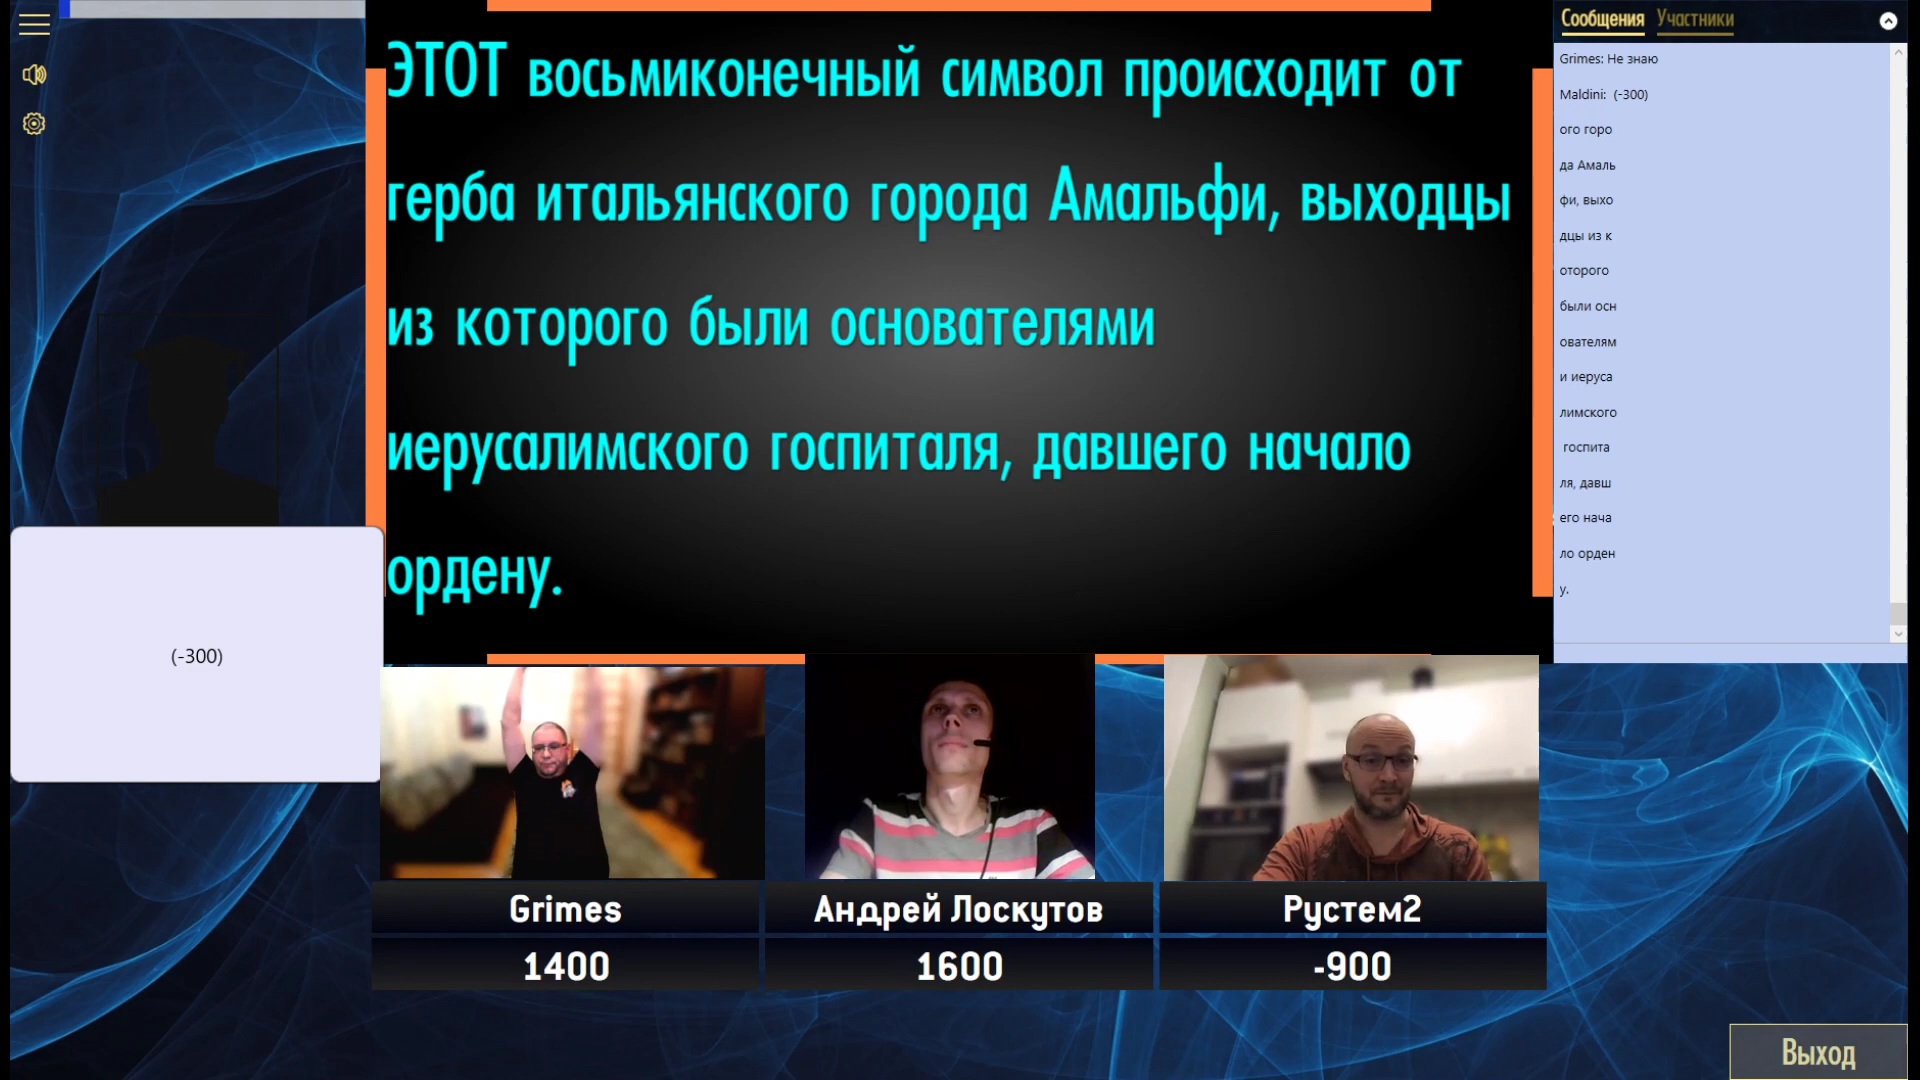 ЭТОТ восьмиконечный символ происходит от
герба итальянского города Амальфи, выходцы
из которого были основателями
иерусалимского госпиталя, давшего начало
ордену.
Сообщения Участники
Grimes: Не знаю
Maldini: (-300)
ого горо
да Амаль
фи, выхо
дцы из к
оторого
были осн
ователям
и иеруса
лимского
госпита
ля, давш
его нача
ло орден
у.
(-300)
Grimes
Андрей Лоскутов
Рустем2
1400
1600
-900
Выход